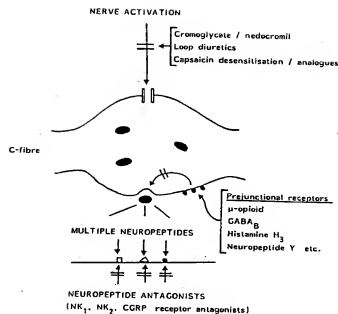 NERVE ACTIVATION
Cromoglycate / nedocromil
Loop diuretics
Capsaicin desensitisation / analogues
C-fibre
Prejunctional receptors
μ-opioid
GABA B
Histamine H3
Neuropeptide Y etc.
MULTIPLE NEUROPEPTIDES
NEUROPEPTIDE ANTAGONISTS
(NK1, NK2, CGRP receptor antagonists)